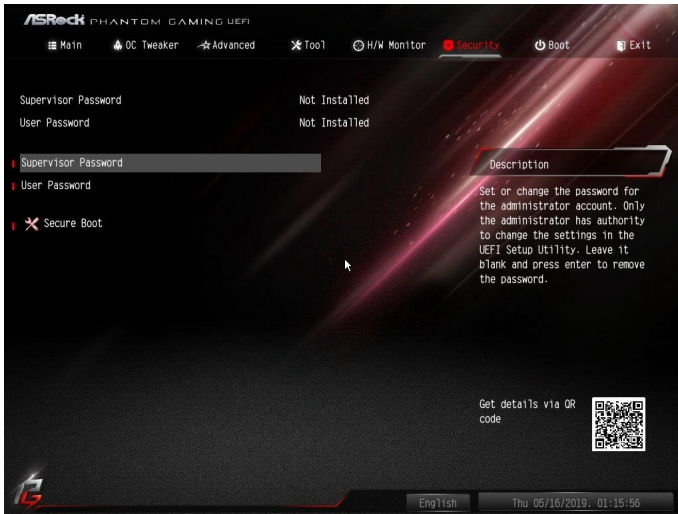 ASRock PHANTOM GAMING UEFI
Main OC Tweaker Advanced Tool H/W Monitor Security Boot Exit
Supervisor Password Not Installed
User Password Not Installed
Supervisor Password
User Password
Secure Boot
Description
Set or change the password for
the administrator account. Only
the administrator has authority
to change the settings in the
UEFI Setup Utility. Leave it
blank and press enter to remove
the password.
Get details via QR
code
English Thu 05/16/2019. 01:15:56